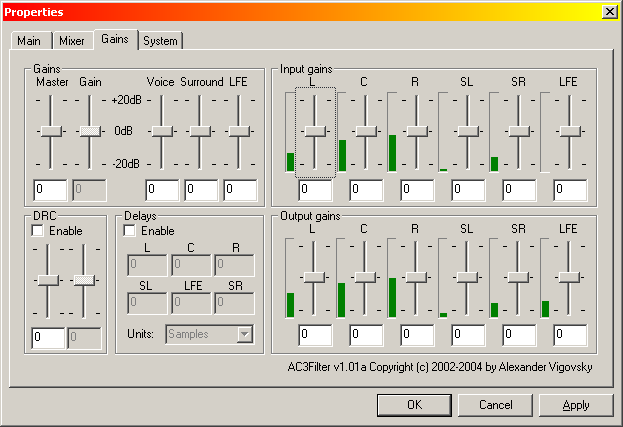 Properties
Main Mixer Gains System
Gains
Master Gain Voice Surround LFE
+20dB
0dB
-20dB
0 0 0 0 0
Input gains
L C R SL SR LFE
0 0 0 0 0 0
DRC
Enable
0 0
Delays
Enable
L C R
0 0 0
SL LFE SR
0 0 0
Units: Samples
Output gains
L C R SL SR LFE
0 0 0 0 0 0
AC3Filter v1.01a Copyright (c) 2002-2004 by Alexander Vigovsky
OK Cancel Apply